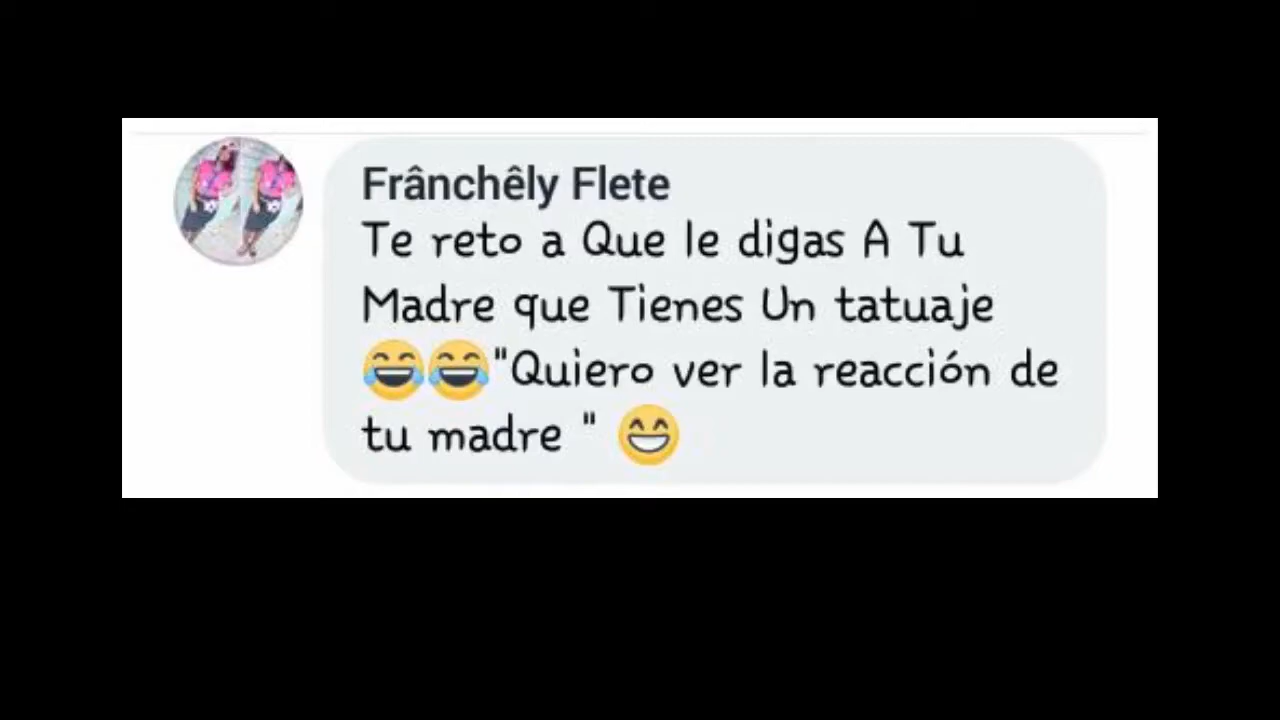 Frânchêly Flete
Te reto a Que le digas A Tu
Madre que Tienes Un tatuaje
😂😂"Quiero ver la reacción de
tu madre " 😄